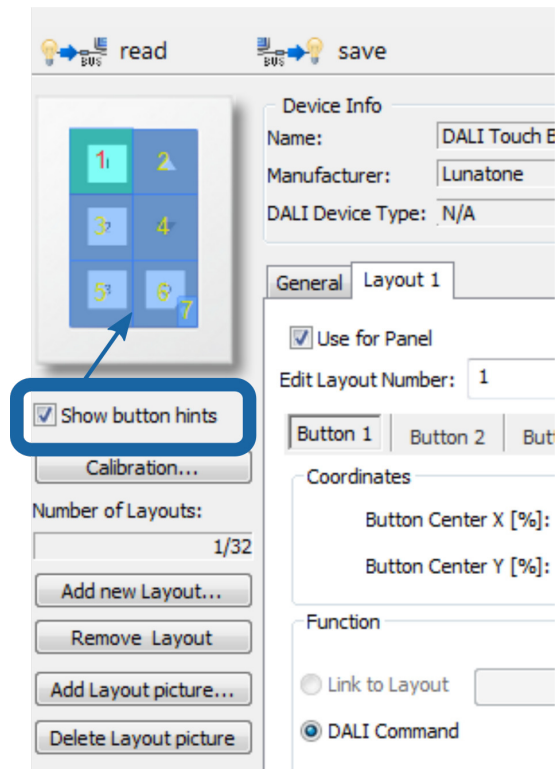 BUS read
BUS save
Device Info
Name: DALI Touch
Manufacturer: Lunatone
DALI Device Type: N/A
1 2
3 4
5 6 7
General Layout 1
Use for Panel
Edit Layout Number: 1
Show button hints
Button 1 Button 2
Calibration...
Coordinates
Number of Layouts:
Button Center X [%]:
1/32
Button Center Y [%]:
Add new Layout...
Function
Remove Layout
Link to Layout
Add Layout picture...
DALI Command
Delete Layout picture